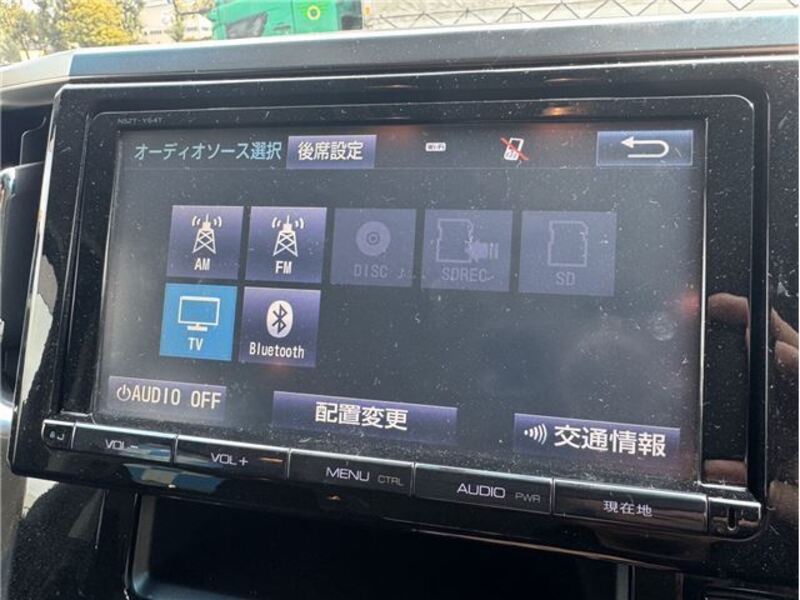 NSZT-Y64T
オーディオソース選択 後席設定 Wi-Fi
AM FM DISC SDREC SD
TV Bluetooth
AUDIO OFF 配置変更 交通情報
VOL- VOL+ MENU CTRL AUDIO PWR 現在地